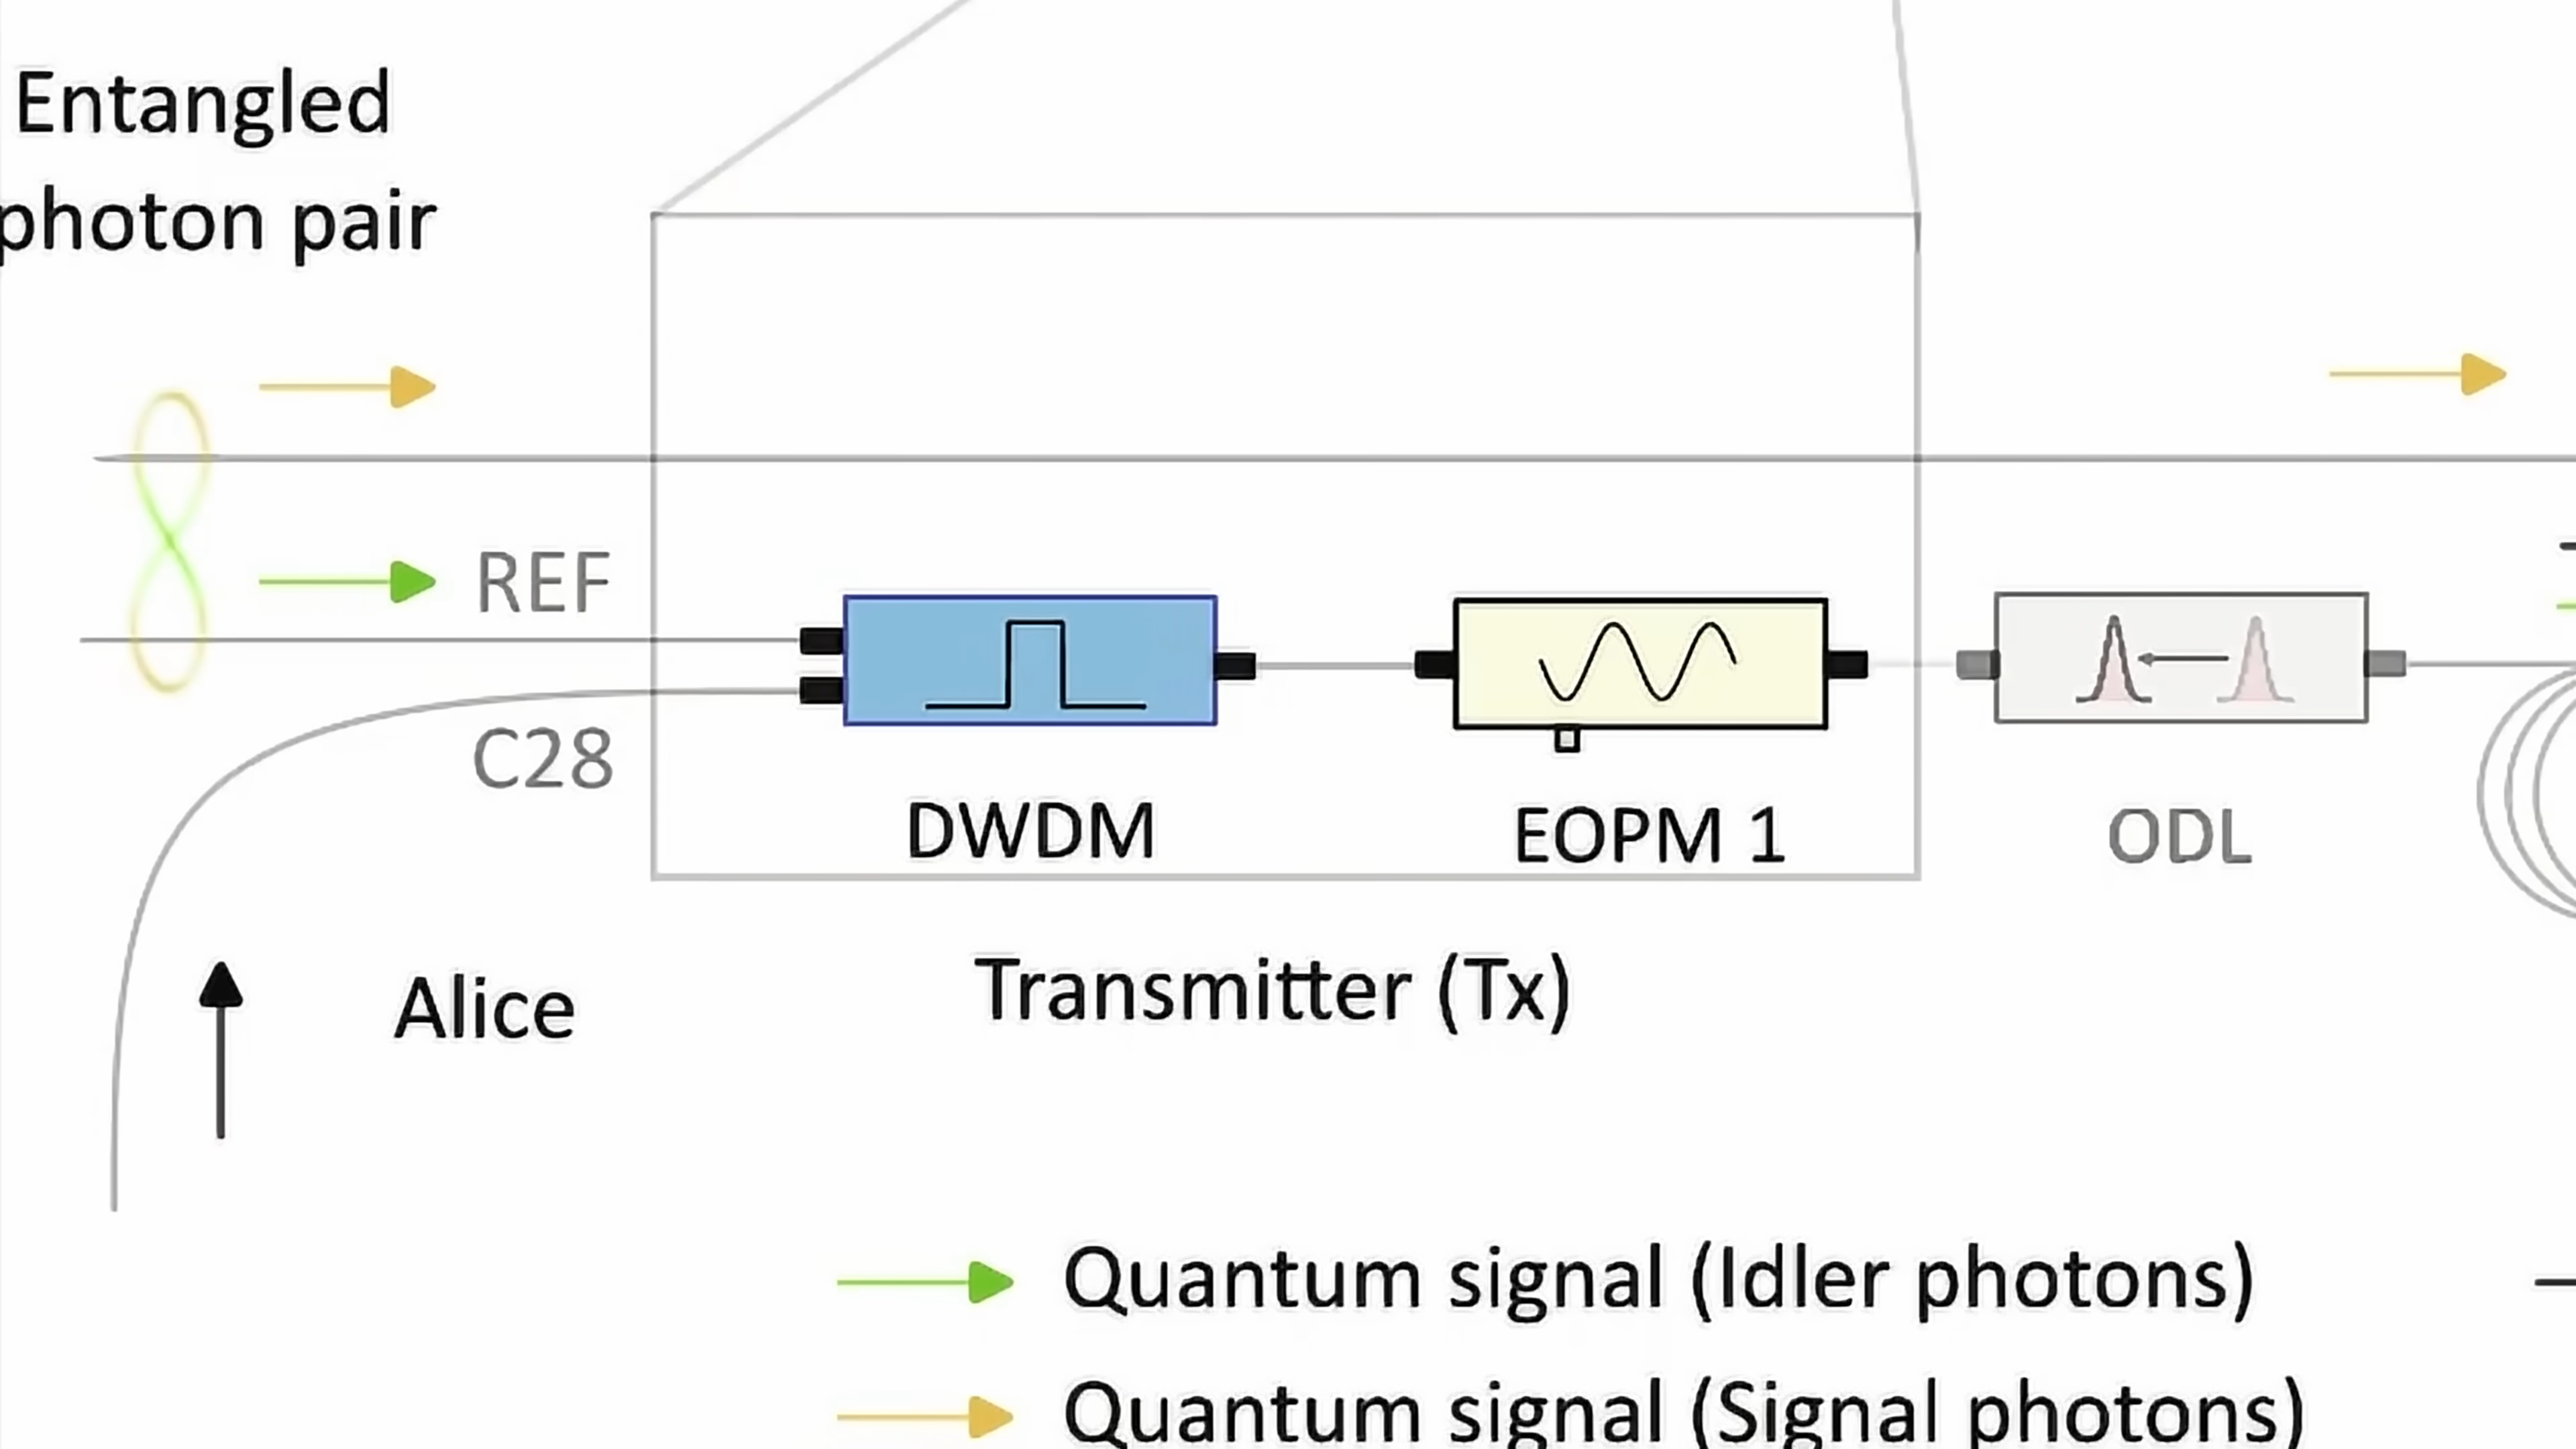 Entangled
photon pair
REF
C28
DWDM
EOPM 1
ODL
Alice
Transmitter (Tx)
Quantum signal (Idler photons)
Quantum signal (Signal photons)